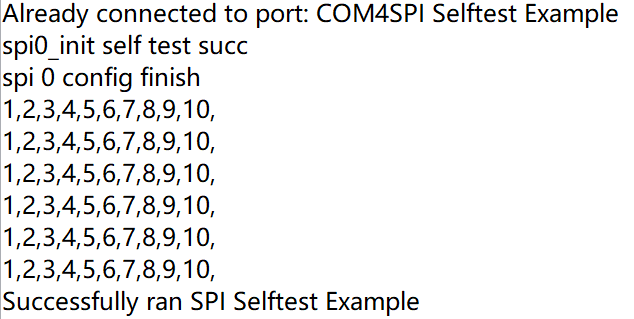 Already connected to port: COM4SPI Selftest Example
spi0_init self test succ
spi 0 config finish
1,2,3,4,5,6,7,8,9,10,
1,2,3,4,5,6,7,8,9,10,
1,2,3,4,5,6,7,8,9,10,
1,2,3,4,5,6,7,8,9,10,
1,2,3,4,5,6,7,8,9,10,
1,2,3,4,5,6,7,8,9,10,
Successfully ran SPI Selftest Example